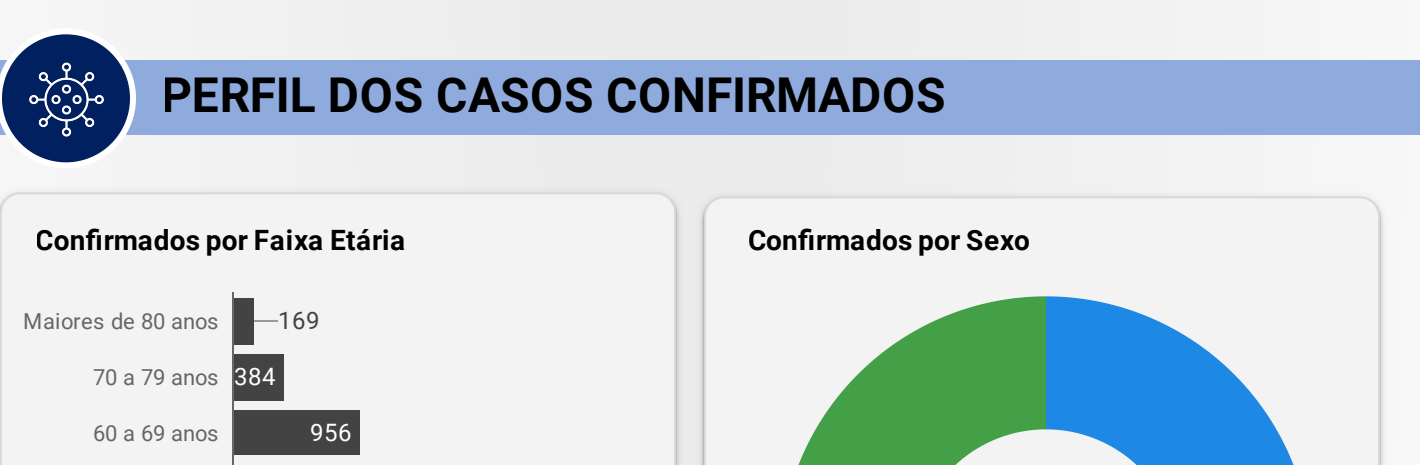 PERFIL DOS CASOS CONFIRMADOS
Confirmados por Faixa Etária
Maiores de 80 anos 169
70 a 79 anos 384
60 a 69 anos 956
Confirmados por Sexo